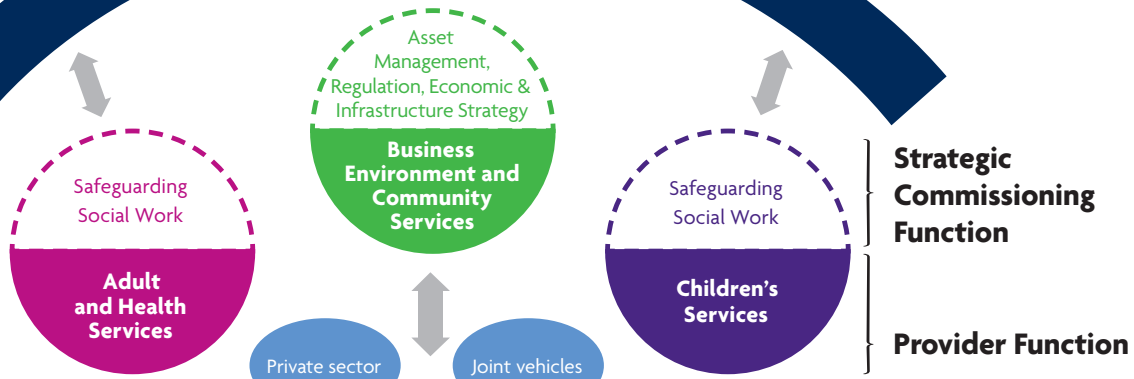 Asset
Management,
Regulation, Economic &
Infrastructure Strategy
Business
Environment and
Community
Services
Safeguarding
Social Work
Adult
and Health
Services
Safeguarding
Social Work
Children's
Services
Strategic
Commissioning
Function
Provider Function
Private sector
Joint vehicles